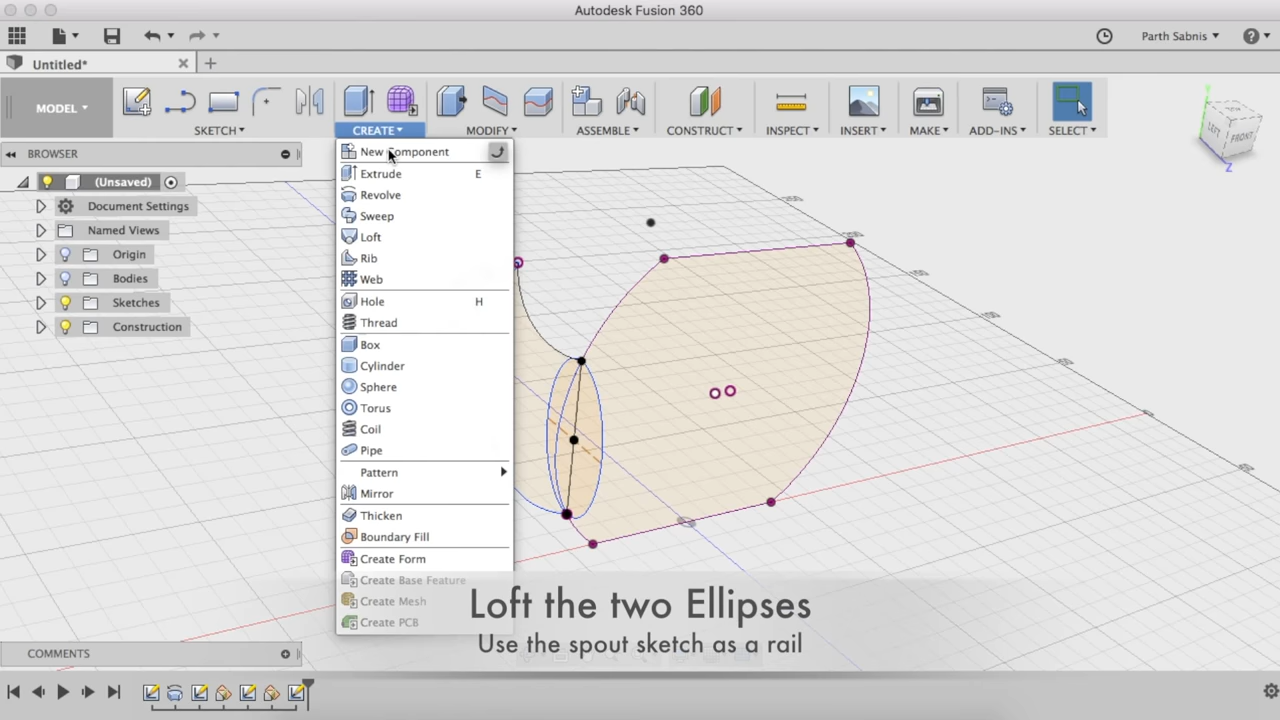 Autodesk Fusion 360
Parth Sabnis
Untitled*
MODEL
SKETCH
CREATE
MODIFY
ASSEMBLE
CONSTRUCT
INSPECT
INSERT
MAKE
ADD-INS
SELECT
LEFT
FRONT
Z
BROWSER
(Unsaved)
Document Settings
Named Views
Origin
Bodies
Sketches
Construction
New Component
Extrude E
Revolve
Sweep
Loft
Rib
Web
Hole H
Thread
Box
Cylinder
Sphere
Torus
Coil
Pipe
Pattern
Mirror
Thicken
Boundary Fill
Create Form
Create Base Feature
Create Mesh
Create PCB
Loft the two Ellipses
Use the spout sketch as a rail
COMMENTS